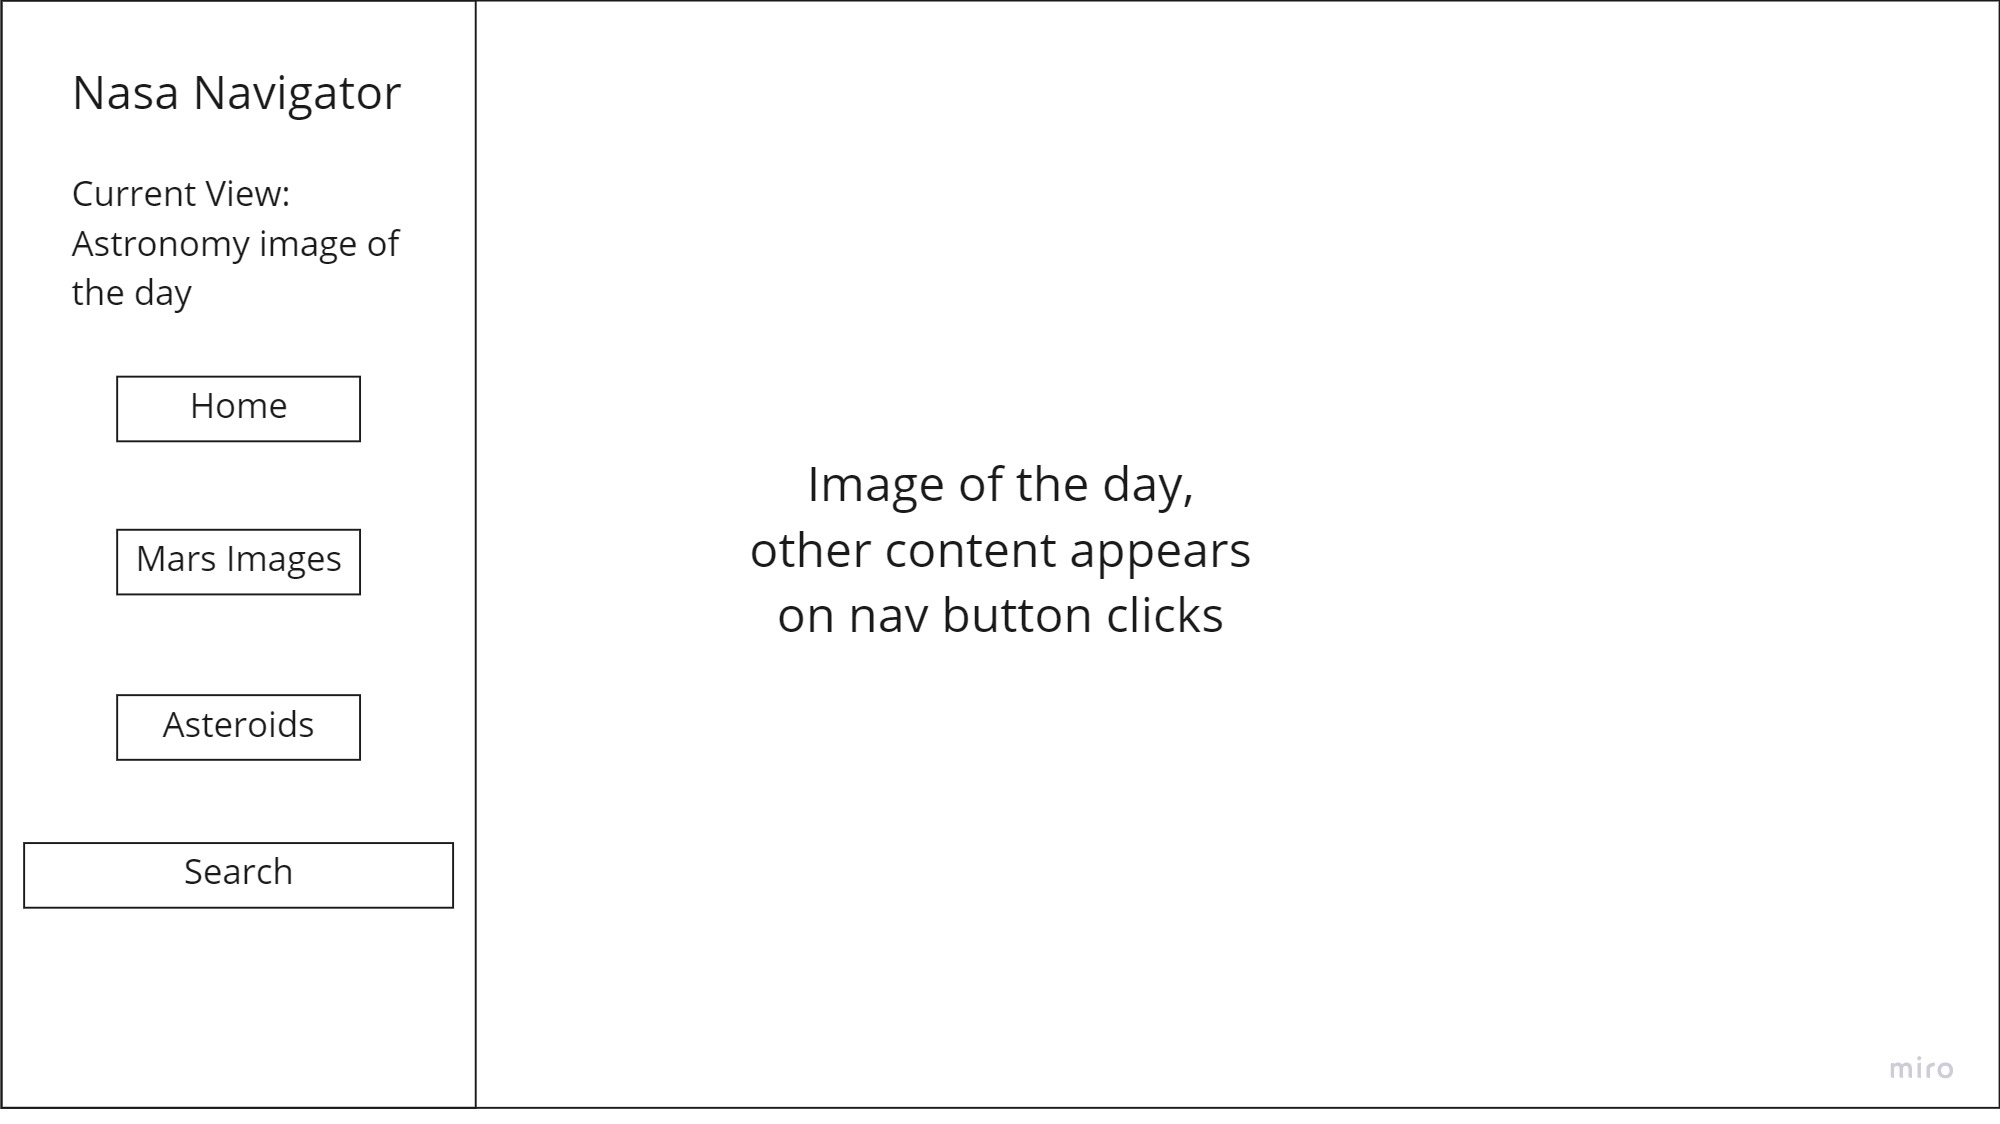 Nasa Navigator
Current View:
Astronomy image of
the day
Home
Mars Images
Asteroids
Search
Image of the day,
other content appears
on nav button clicks
miro